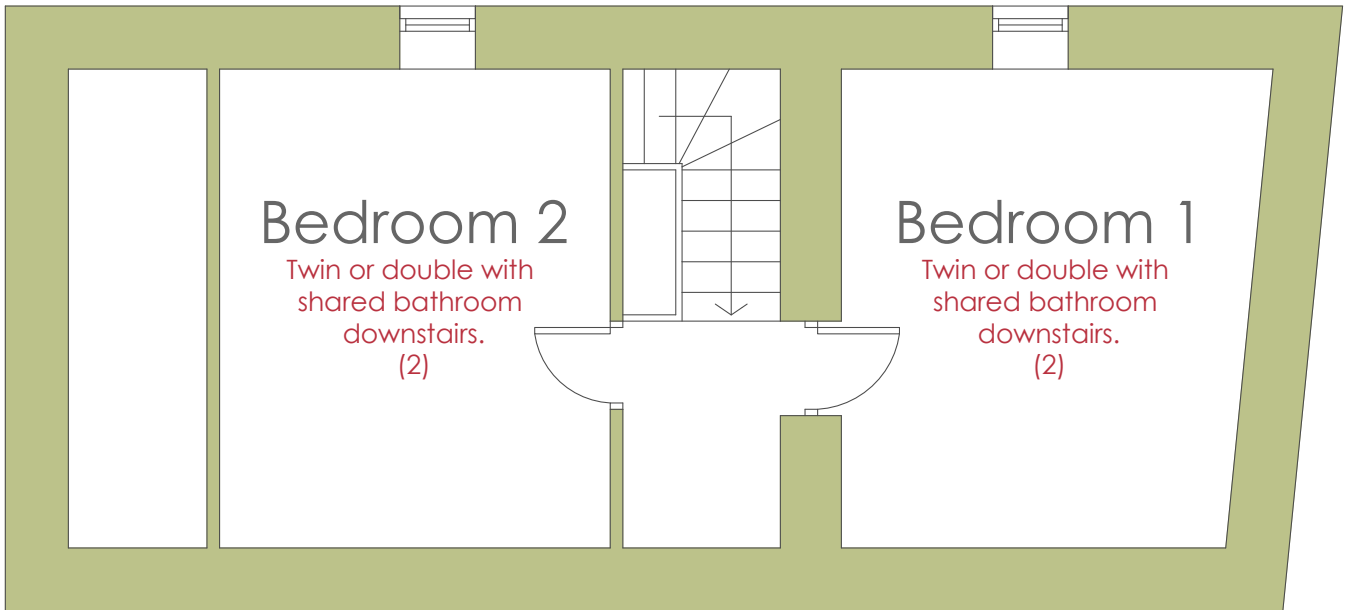 Bedroom 2
Twin or double with
shared bathroom
downstairs.
(2)
Bedroom 1
Twin or double with
shared bathroom
downstairs.
(2)